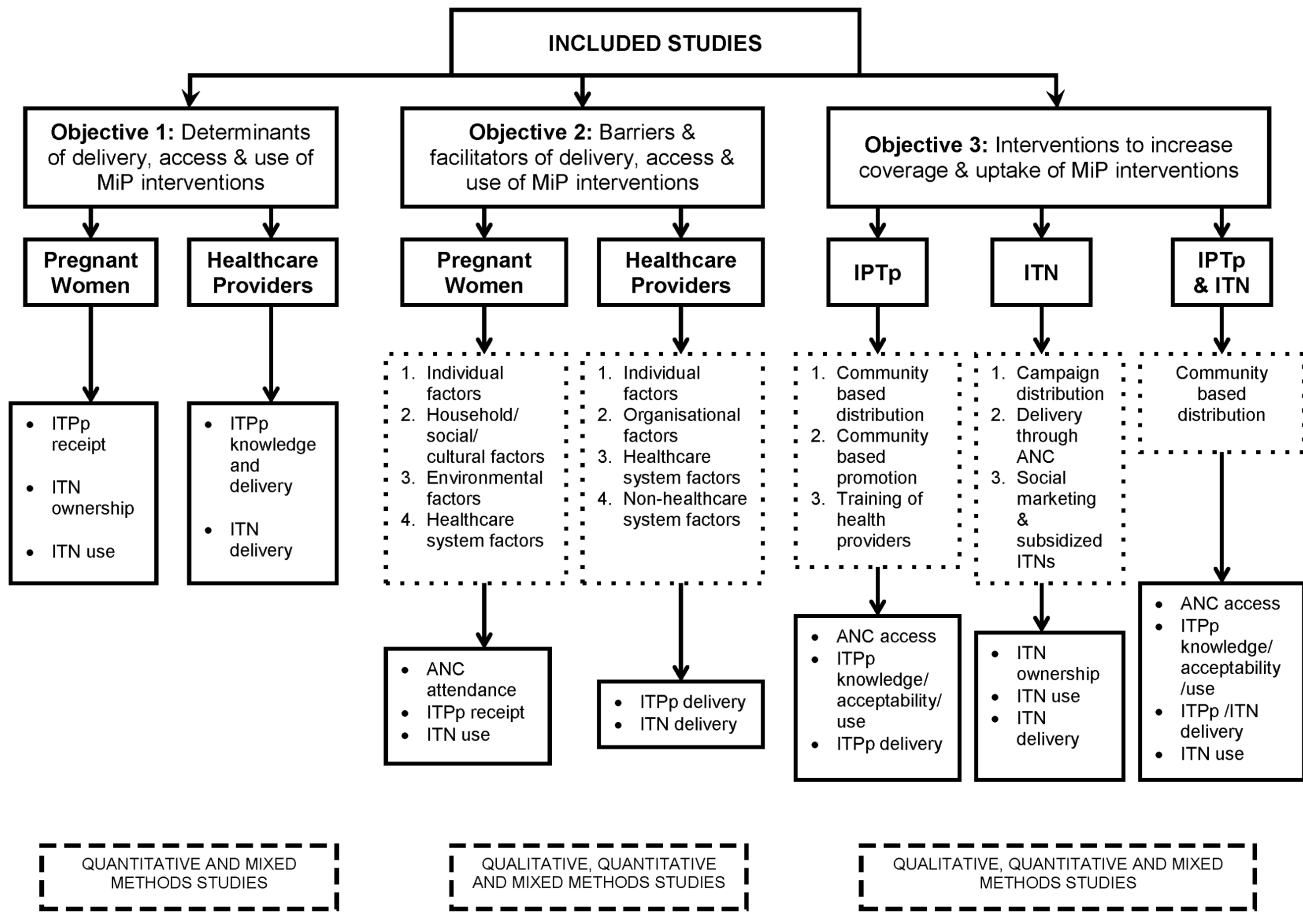 INCLUDED STUDIES
Objective 1: Determinants
of delivery, access & use of
MiP interventions
Objective 2: Barriers &
facilitators of delivery, access &
use of MiP interventions
Objective 3: Interventions to increase
coverage & uptake of MiP interventions
Pregnant
Women
Healthcare
Providers
Pregnant
Women
Healthcare
Providers
IPTp
ITN
IPTp
& ITN
• ITPp
receipt
• ITN
ownership
• ITN use
• ITPp
knowledge
and
delivery
• ITN
delivery
1. Individual
factors
2. Household/
social/
cultural factors
3. Environmental
factors
4. Healthcare
system factors
1. Individual
factors
2. Organisational
factors
3. Healthcare
system factors
4. Non-healthcare
system factors
1. Community
based
distribution
2. Community
based
promotion
3. Training of
health
providers
1. Campaign
distribution
2. Delivery
through
ANC
3. Social
marketing
&
subsidized
ITNs
Community
based
distribution
• ANC
attendance
• ITPp receipt
• ITN use
• ITPp delivery
• ITN delivery
• ANC access
• ITPp
knowledge/
acceptability/
use
• ITPp delivery
• ITN
ownership
• ITN use
• ITN
delivery
• ANC access
• ITPp
knowledge/
acceptability
/use
• ITPp /ITN
delivery
• ITN use
QUANTITATIVE AND MIXED
METHODS STUDIES
QUALITATIVE, QUANTITATIVE
AND MIXED METHODS STUDIES
QUALITATIVE, QUANTITATIVE AND MIXED
METHODS STUDIES